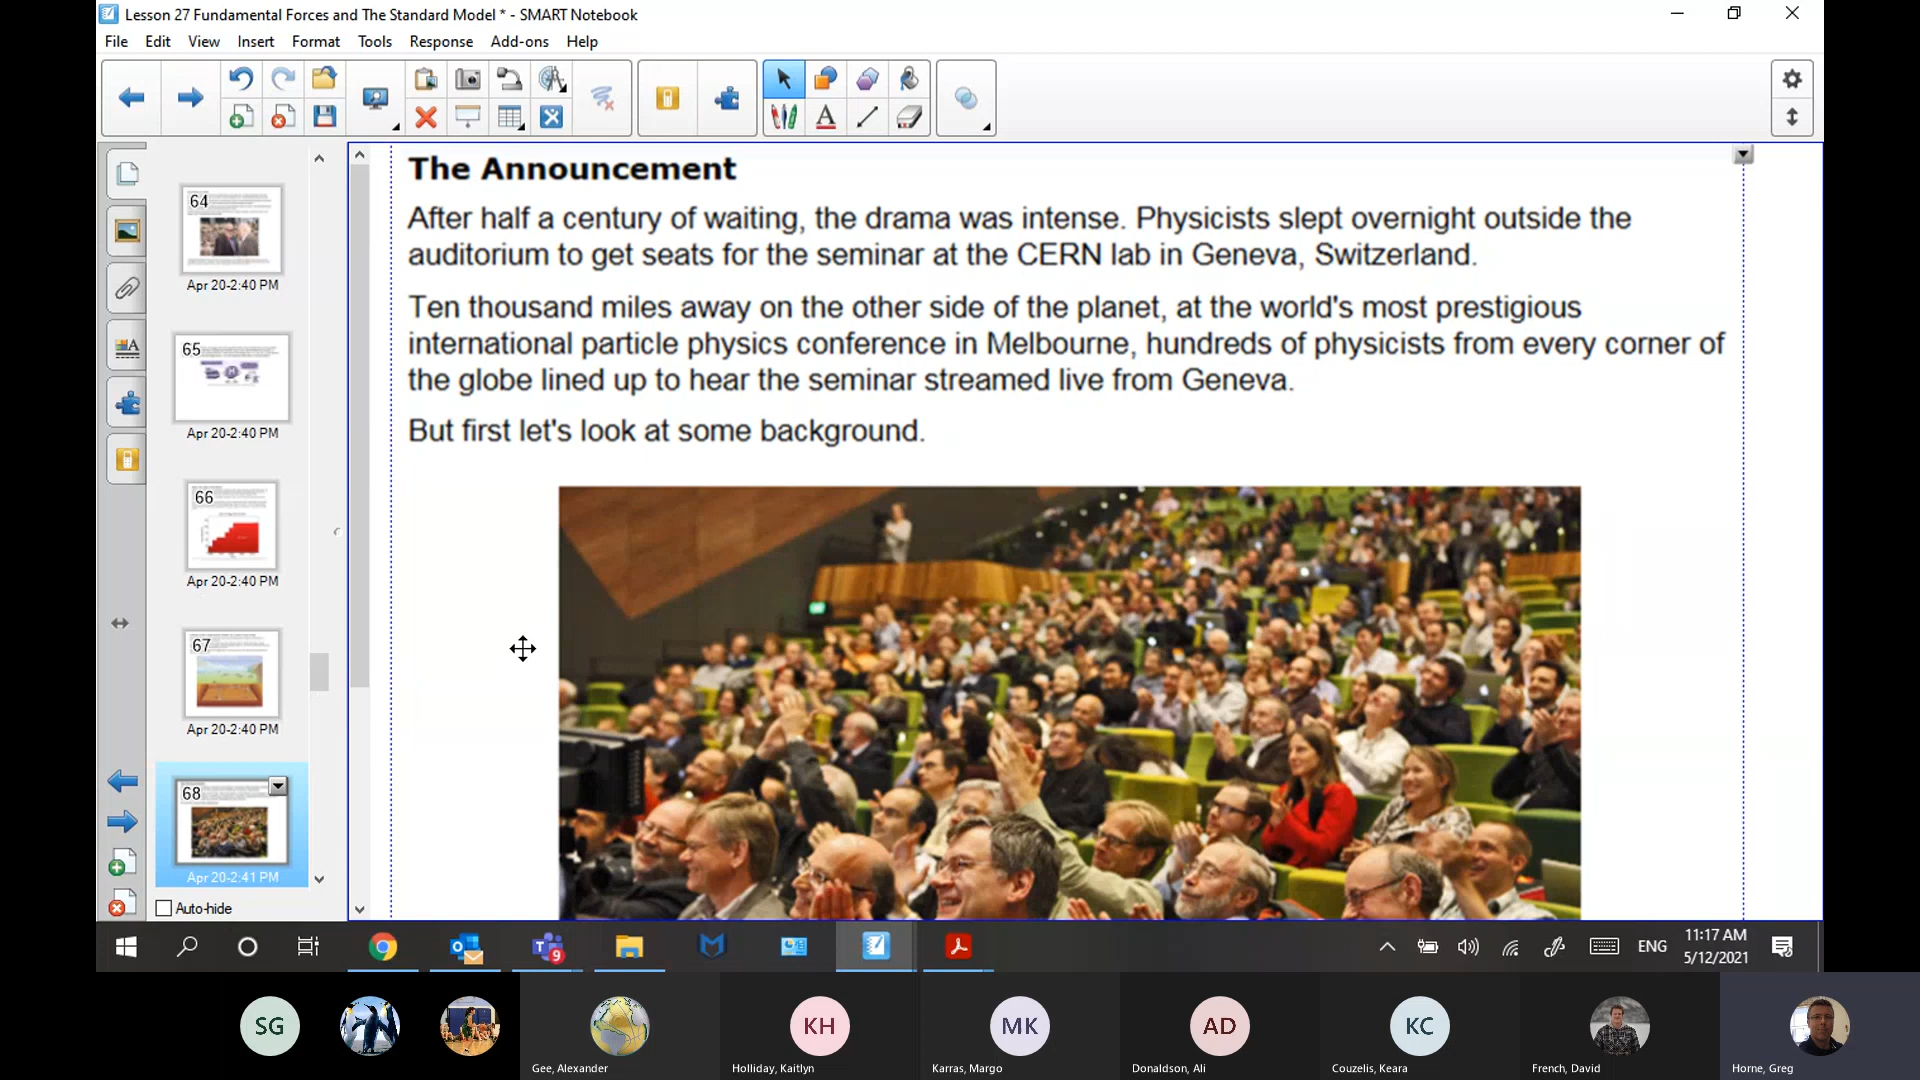 Lesson 27 Fundamental Forces and The Standard Model * - SMART Notebook
File Edit View Insert Format Tools Response Add-ons Help
64
Apr 20-2:40 PM
65
Apr 20-2:40 PM
66
Apr 20-2:40 PM
67
Apr 20-2:40 PM
68
Apr 20-2:41 PM
Auto-hide
The Announcement
After half a century of waiting, the drama was intense. Physicists slept overnight outside the
auditorium to get seats for the seminar at the CERN lab in Geneva, Switzerland.
Ten thousand miles away on the other side of the planet, at the world's most prestigious
international particle physics conference in Melbourne, hundreds of physicists from every corner of
the globe lined up to hear the seminar streamed live from Geneva.
But first let's look at some background.
9
ENG
11:17 AM
5/12/2021
SG
KH
MK
AD
KC
Gee, Alexander
Holliday, Kaitlyn
Karras, Margo
Donaldson, Ali
Couzelis, Keara
French, David
Horne, Greg